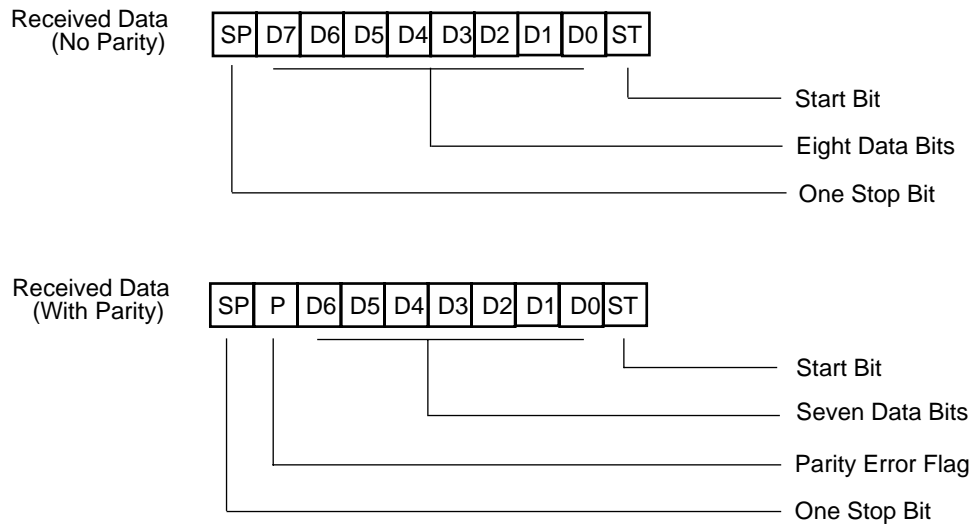 Received Data
(No Parity)
SP D7 D6 D5 D4 D3 D2 D1 D0 ST
Start Bit
Eight Data Bits
One Stop Bit
Received Data
(With Parity)
SP P D6 D5 D4 D3 D2 D1 D0 ST
Start Bit
Seven Data Bits
Parity Error Flag
One Stop Bit